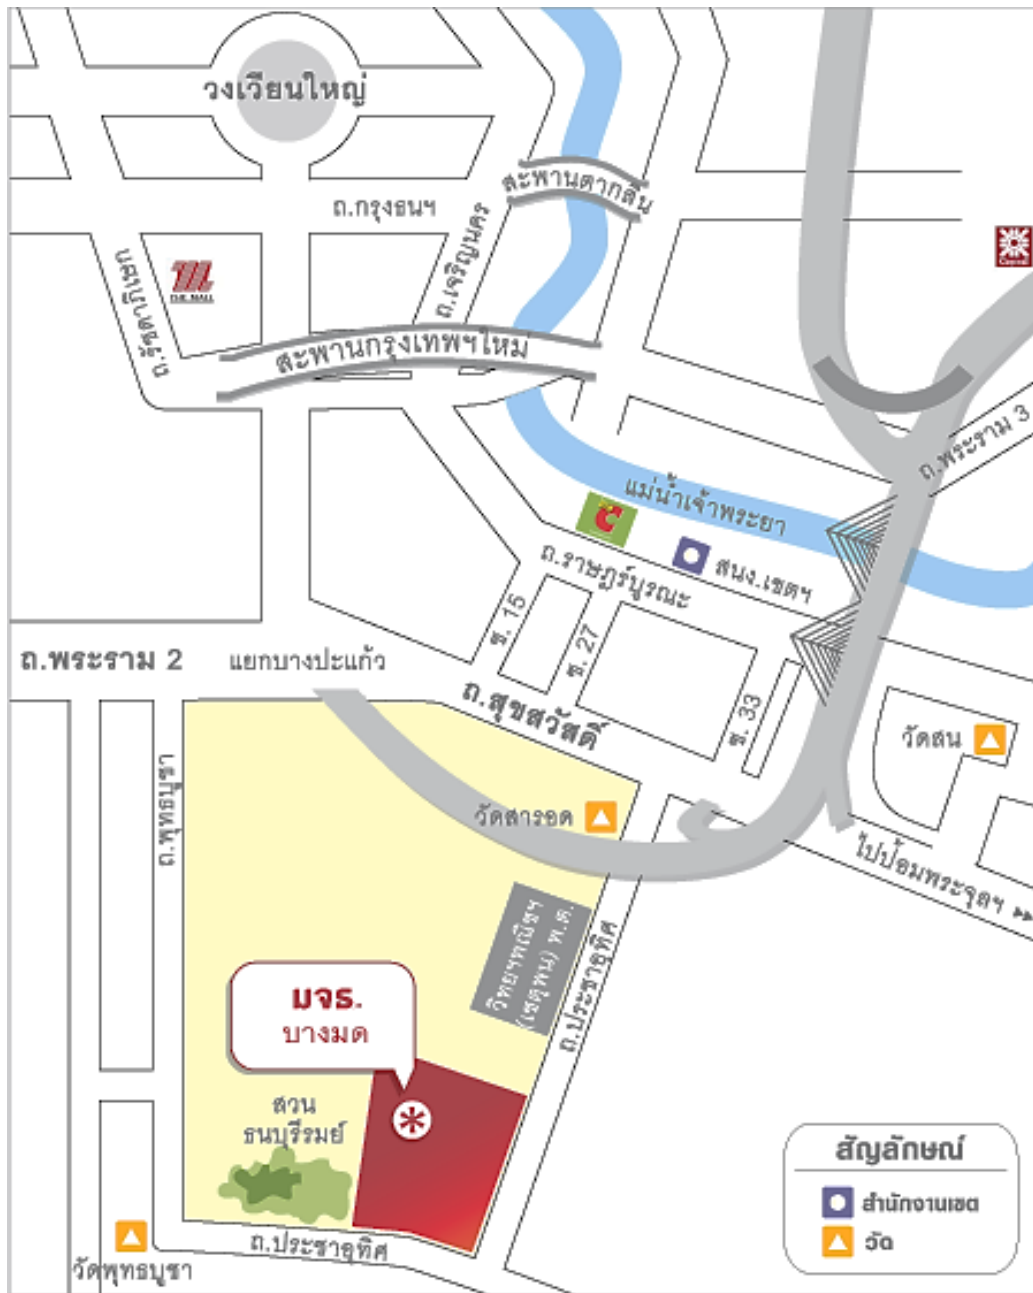 วงเวียนใหญ่
สะพานตากสิน
ถ.กรุงธนฯ
ถ.เจริญนคร
THE MALL
Central
ถ.รัชดาภิเษก
สะพานกรุงเทพฯใหม่
ถ.พระราม 3
แม่น้ำเจ้าพระยา
ถ.ราษฎร์บูรณะ
สนง.เขตฯ
ซ. 15
ซ. 27
ซ. 33
ถ.พระราม 2
แยกบางปะแก้ว
ถ.สุขสวัสดิ์
วัดสน
ถ.พุทธบูชา
วัดสารอด
ไปป้อมพระจุลฯ
วิทยฯพณิชฯ
(เชตุพน) พ.ต.
ถ.ประชาอุทิศ
มจธ.
บางมด
สวน
ธนบุรีรมย์
ถ.ประชาอุทิศ
วัดพุทธบูชา
สัญลักษณ์
สำนักงานเขต
วัด